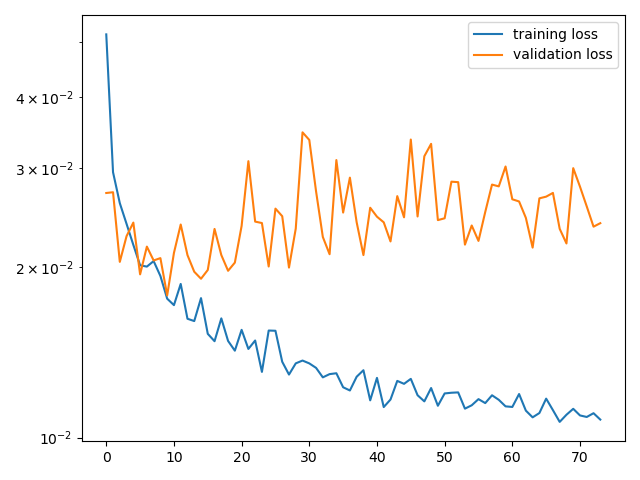 training loss
validation loss
4 × 10⁻²
3 × 10⁻²
2 × 10⁻²
10⁻²
0 10 20 30 40 50 60 70